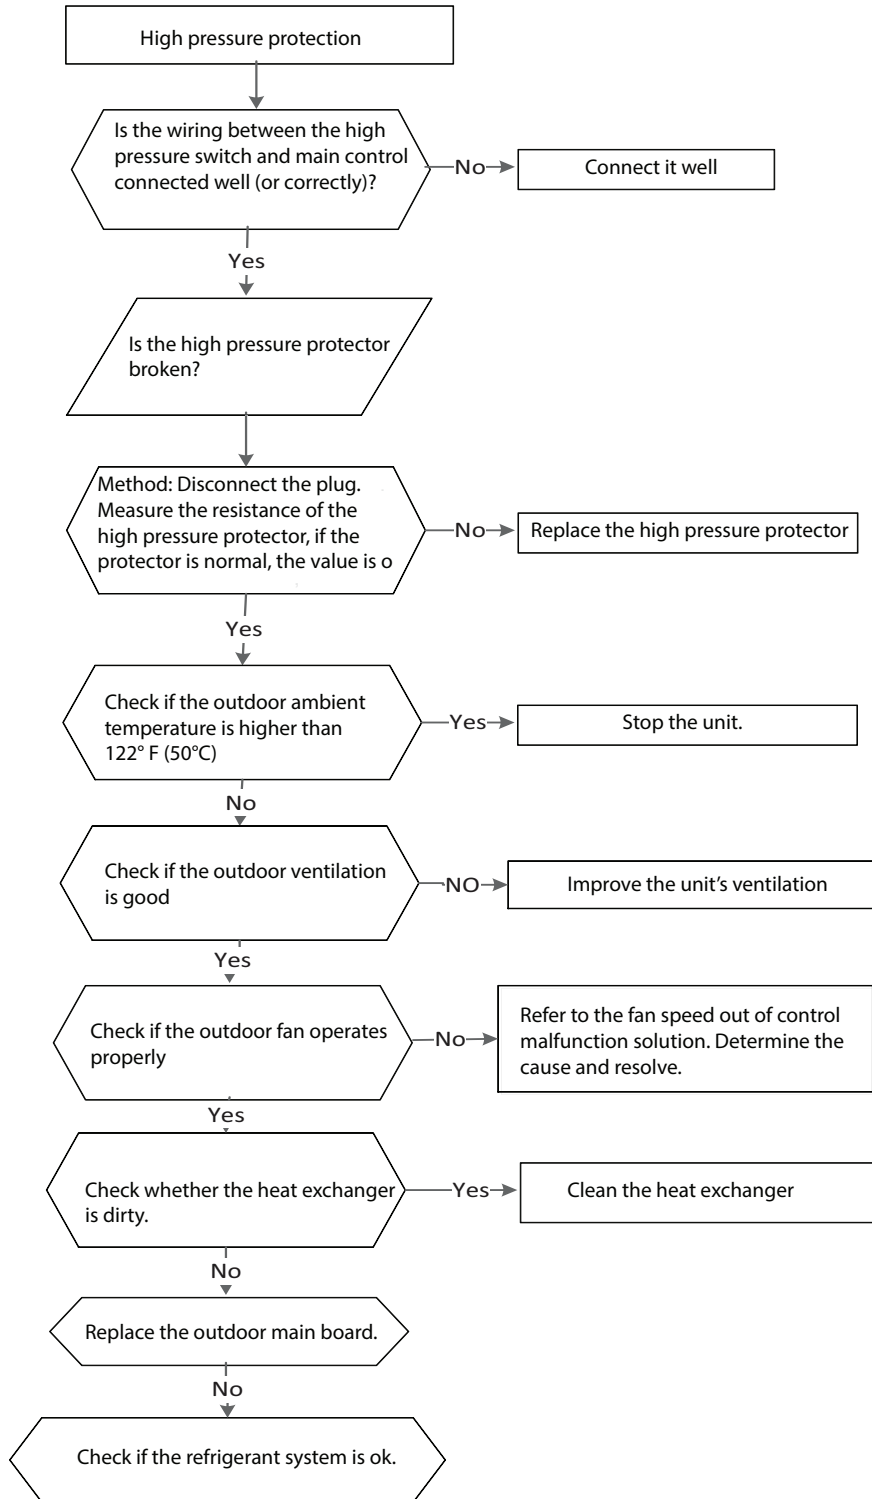 High pressure protection
Is the wiring between the high
pressure switch and main control
connected well (or correctly)?
No
Connect it well
Yes
Is the high pressure protector
broken?
Method: Disconnect the plug.
Measure the resistance of the
high pressure protector, if the
protector is normal, the value is o
No
Replace the high pressure protector
Yes
Check if the outdoor ambient
temperature is higher than
122° F (50°C)
Yes
Stop the unit.
No
Check if the outdoor ventilation
is good
NO
Improve the unit's ventilation
Yes
Check if the outdoor fan operates
properly
No
Refer to the fan speed out of control
malfunction solution. Determine the
cause and resolve.
Yes
Check whether the heat exchanger
is dirty.
Yes
Clean the heat exchanger
No
Replace the outdoor main board.
No
Check if the refrigerant system is ok.